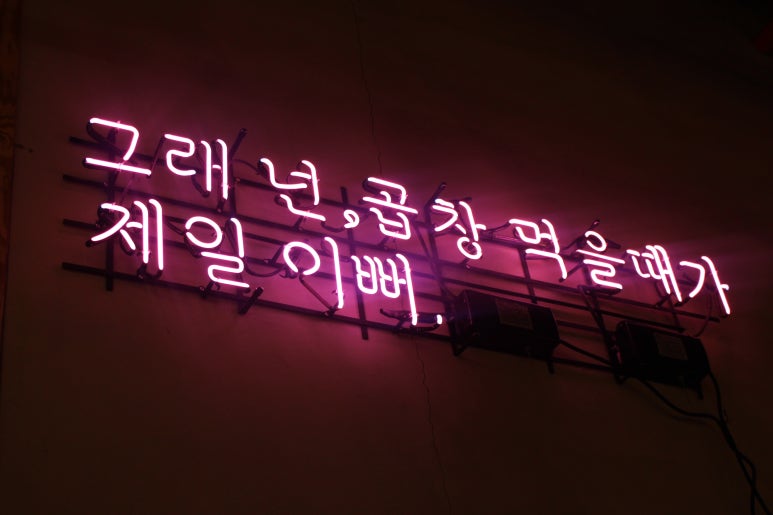 그래 넌, 곱창 먹을때가
제일 이뻐.